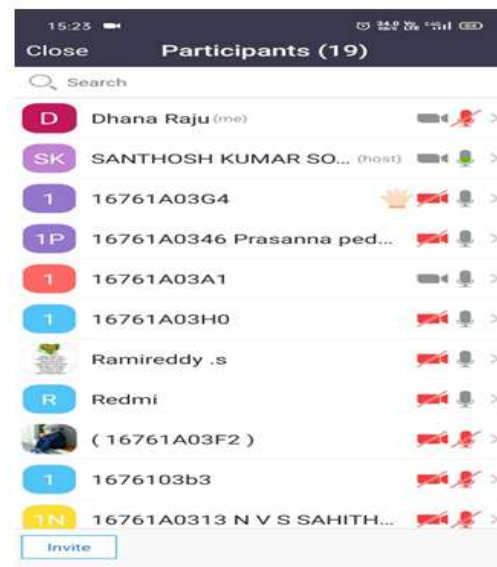 15:23
Close Participants (19)
Search
D Dhana Raju (me)
SK SANTHOSH KUMAR SO... (host)
1 16761A03G4
1P 16761A0346 Prasanna ped...
1 16761A03A1
1 16761A03H0
Ramireddy .s
R Redmi
( 16761A03F2 )
1 1676103b3
1N 16761A0313 N V S SAHITH...
Invite